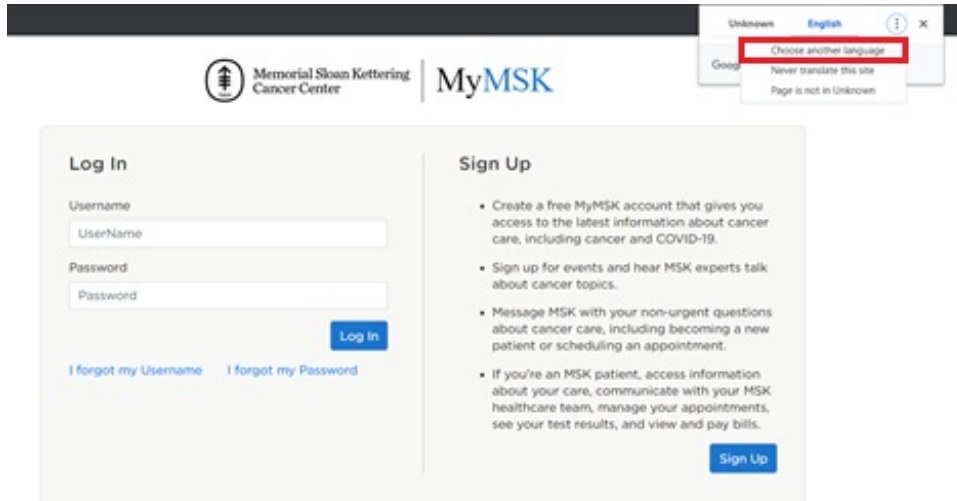 Unknown English
Choose another language
Goog
Never translate this site
Page is not in Unknown
Memorial Sloan Kettering
Cancer Center
MyMSK
Log In
Username
UserName
Password
Password
Log In
I forgot my Username I forgot my Password
Sign Up
• Create a free MyMSK account that gives you
access to the latest information about cancer
care, including cancer and COVID-19.
• Sign up for events and hear MSK experts talk
about cancer topics.
• Message MSK with your non-urgent questions
about cancer care, including becoming a new
patient or scheduling an appointment.
• If you're an MSK patient, access information
about your care, communicate with your MSK
healthcare team, manage your appointments,
see your test results, and view and pay bills.
Sign Up